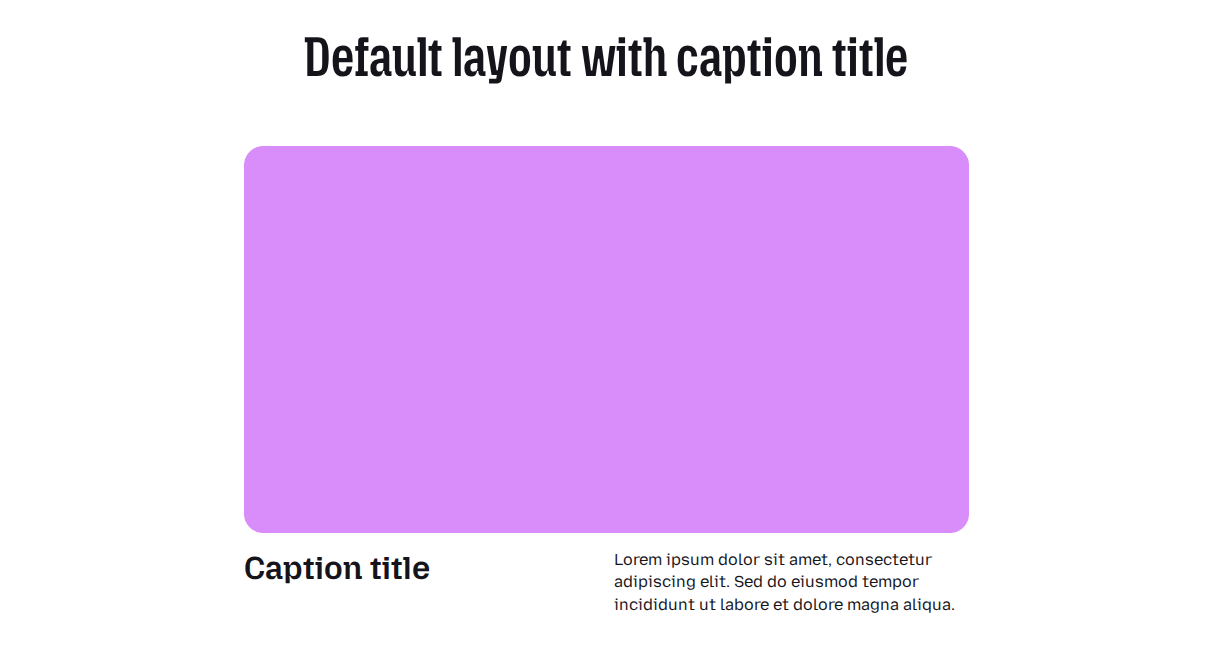 Default layout with caption title
Caption title
Lorem ipsum dolor sit amet, consectetur
adipiscing elit. Sed do eiusmod tempor
incididunt ut labore et dolore magna aliqua.